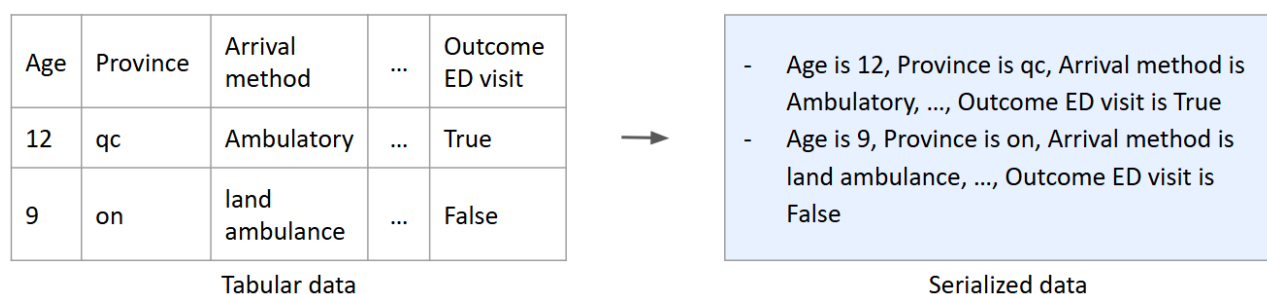 Age Province Arrival method ... Outcome ED visit
12 qc Ambulatory ... True
9 on land ambulance ... False
Tabular data
- Age is 12, Province is qc, Arrival method is
Ambulatory, ..., Outcome ED visit is True
- Age is 9, Province is on, Arrival method is
land ambulance, ..., Outcome ED visit is
False
Serialized data